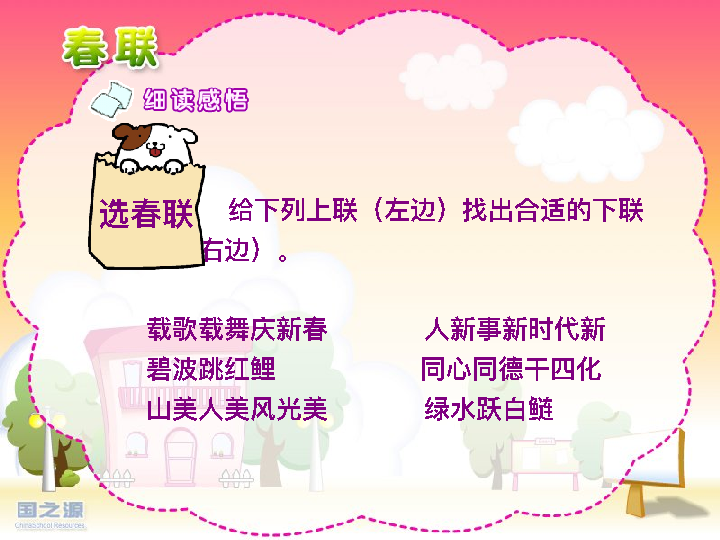 春联
细读感悟
选春联
给下列上联（左边）找出合适的下联
右边）。
载歌载舞庆新春 人新事新时代新
碧波跳红鲤 同心同德干四化
山美人美风光美 绿水跃白鲢
国之源
ChinaSchool Resources